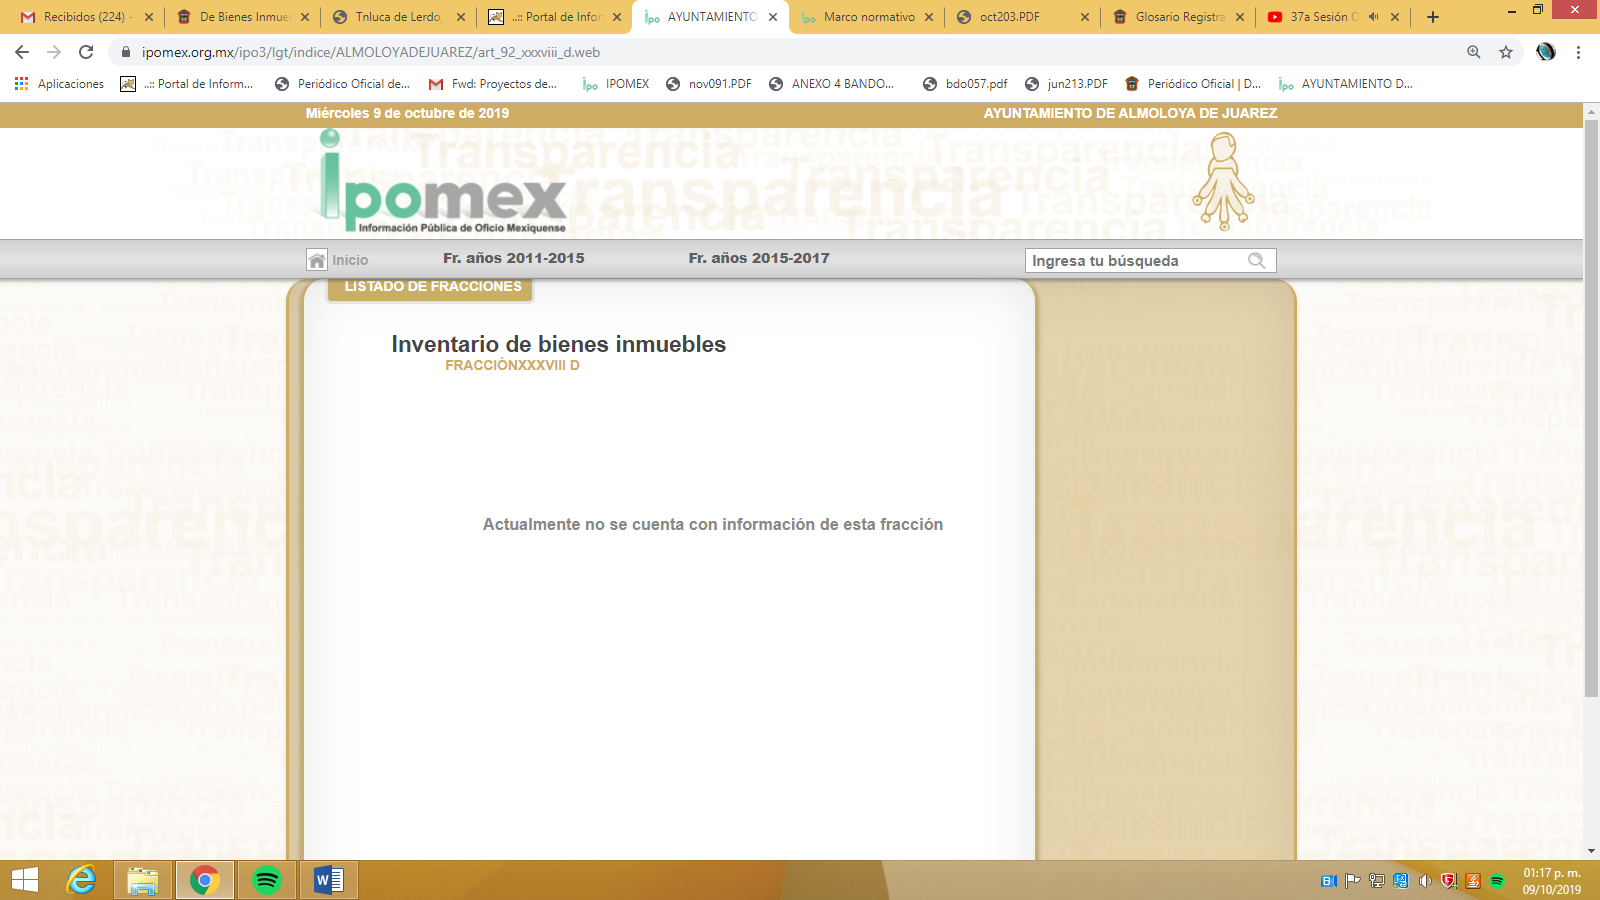 Recibidos (224) -
De Bienes Inmue
Tnluca de Lerdo,
..:: Portal de Infor
AYUNTAMIENTO
Marco normativo
oct203.PDF
Glosario Registra
37a Sesión O
ipomex.org.mx/ipo3/lgt/indice/ALMOLOYADEJUAREZ/art_92_xxxviii_d.web
Aplicaciones
..:: Portal de Inform...
Periódico Oficial de...
Fwd: Proyectos de...
IPOMEX
nov091.PDF
ANEXO 4 BANDO...
bdo057.pdf
jun213.PDF
Periódico Oficial | D...
AYUNTAMIENTO D...
Miércoles 9 de octubre de 2019
AYUNTAMIENTO DE ALMOLOYA DE JUAREZ
ipomex
Información Pública de Oficio Mexiquense
Transparencia
Inicio
Fr. años 2011-2015
Fr. años 2015-2017
Ingresa tu búsqueda
LISTADO DE FRACCIONES
Inventario de bienes inmuebles
FRACCIÓNXXXVIII D
Actualmente no se cuenta con información de esta fracción
01:17 p. m.
09/10/2019